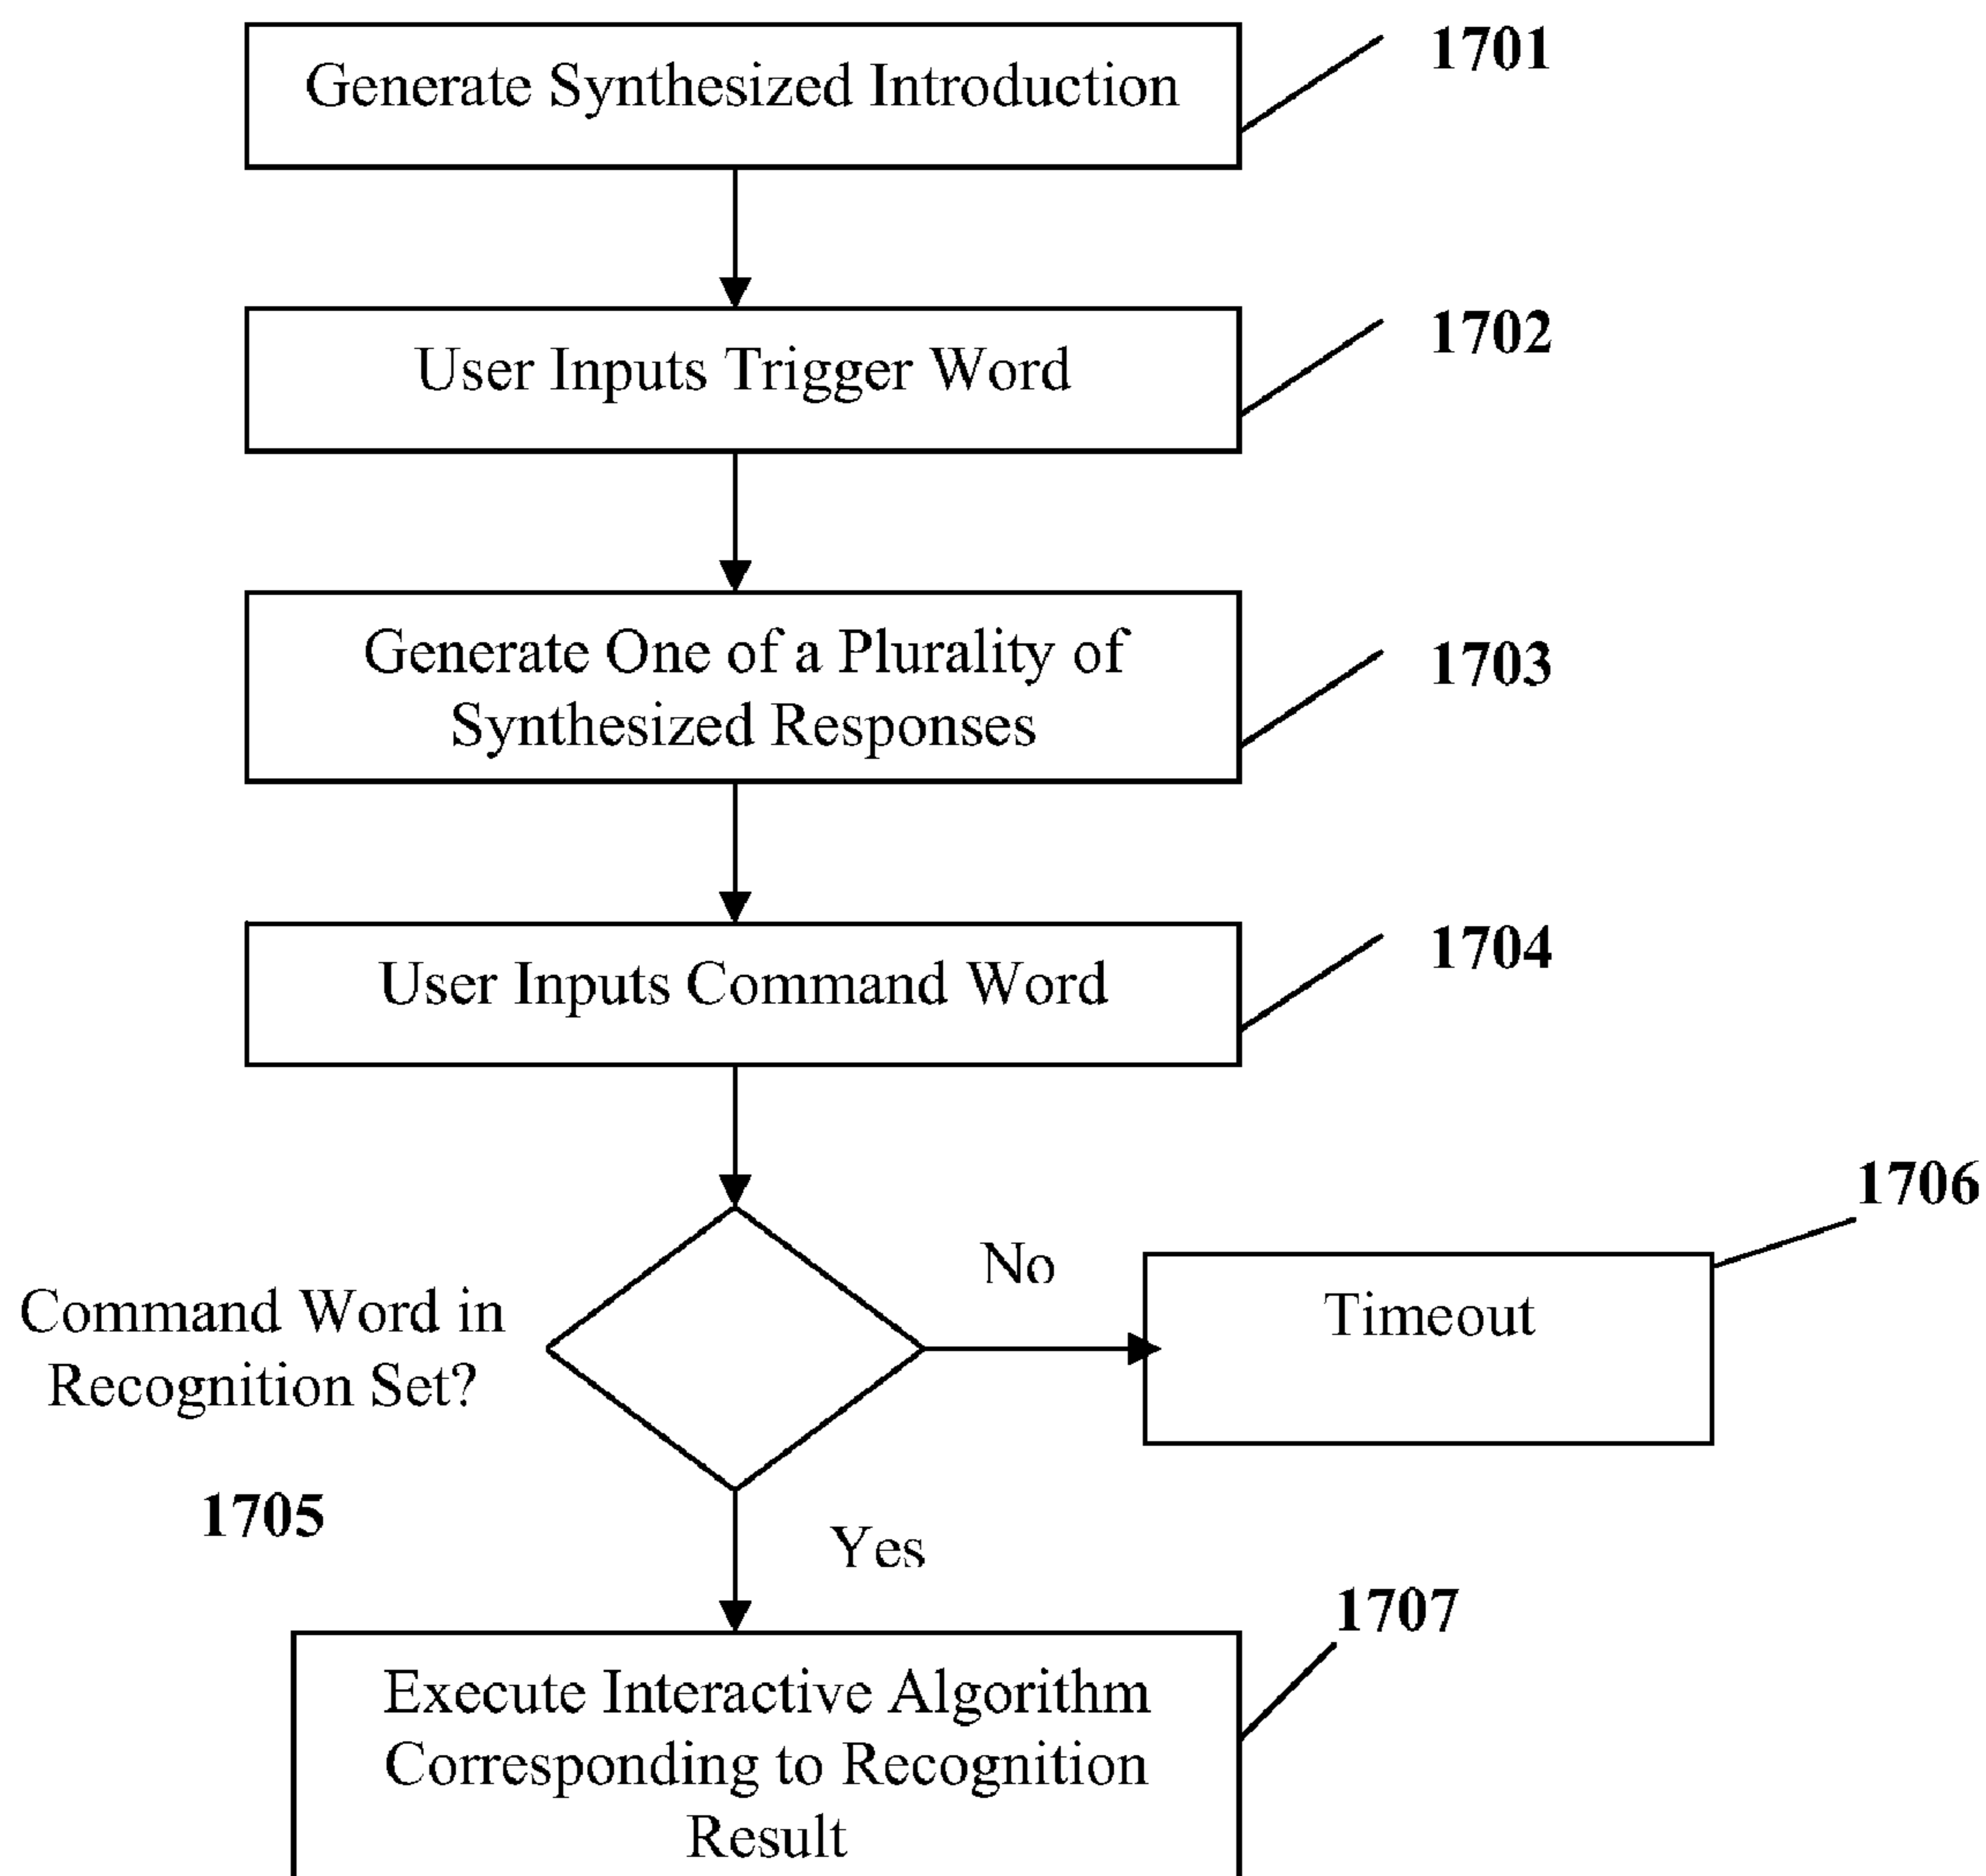 Generate Synthesized Introduction
1701
User Inputs Trigger Word
1702
Generate One of a Plurality of
Synthesized Responses
1703
User Inputs Command Word
1704
Command Word in
Recognition Set?
1705
No
Timeout
1706
Yes
Execute Interactive Algorithm
Corresponding to Recognition
Result
1707